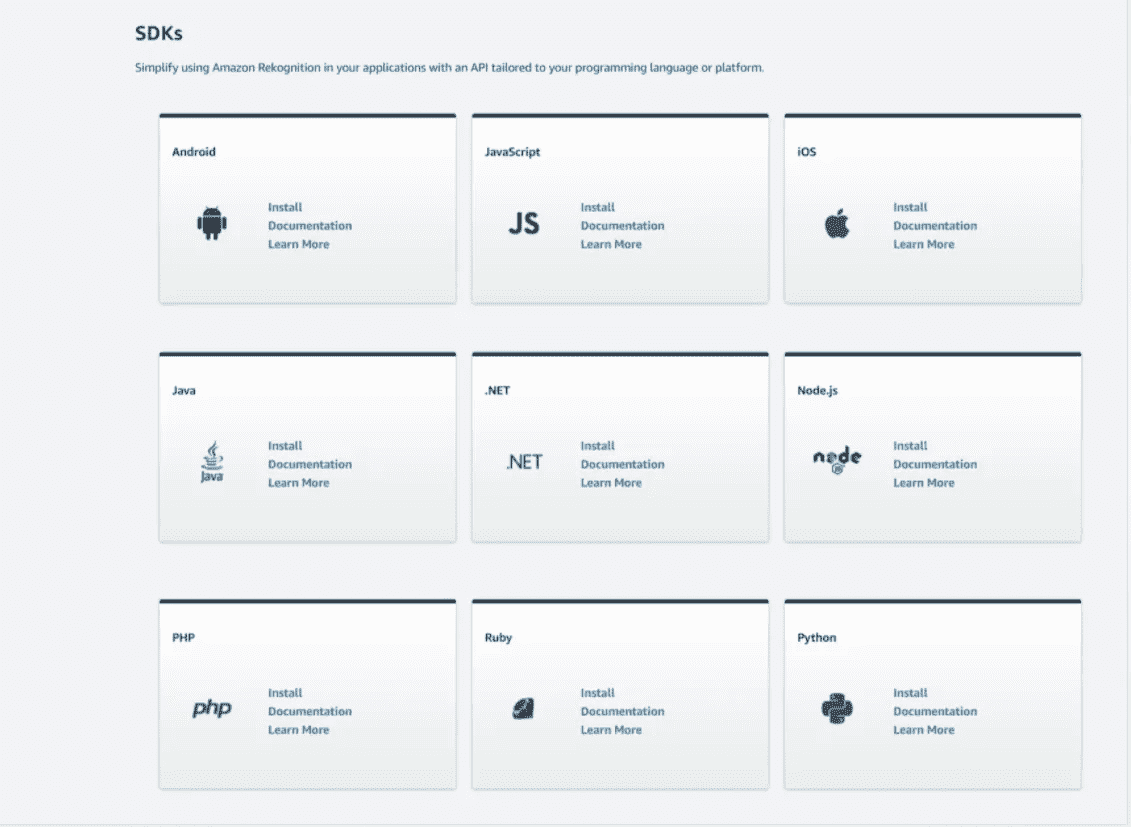 SDKs
Simplify using Amazon Rekognition in your applications with an API tailored to your programming language or platform.
Android
Install
Documentation
Learn More
JavaScript
JS
Install
Documentation
Learn More
iOS
Install
Documentation
Learn More
Java
Java
Install
Documentation
Learn More
.NET
.NET
Install
Documentation
Learn More
Node.js
node
JS
Install
Documentation
Learn More
PHP
php
Install
Documentation
Learn More
Ruby
Install
Documentation
Learn More
Python
Install
Documentation
Learn More